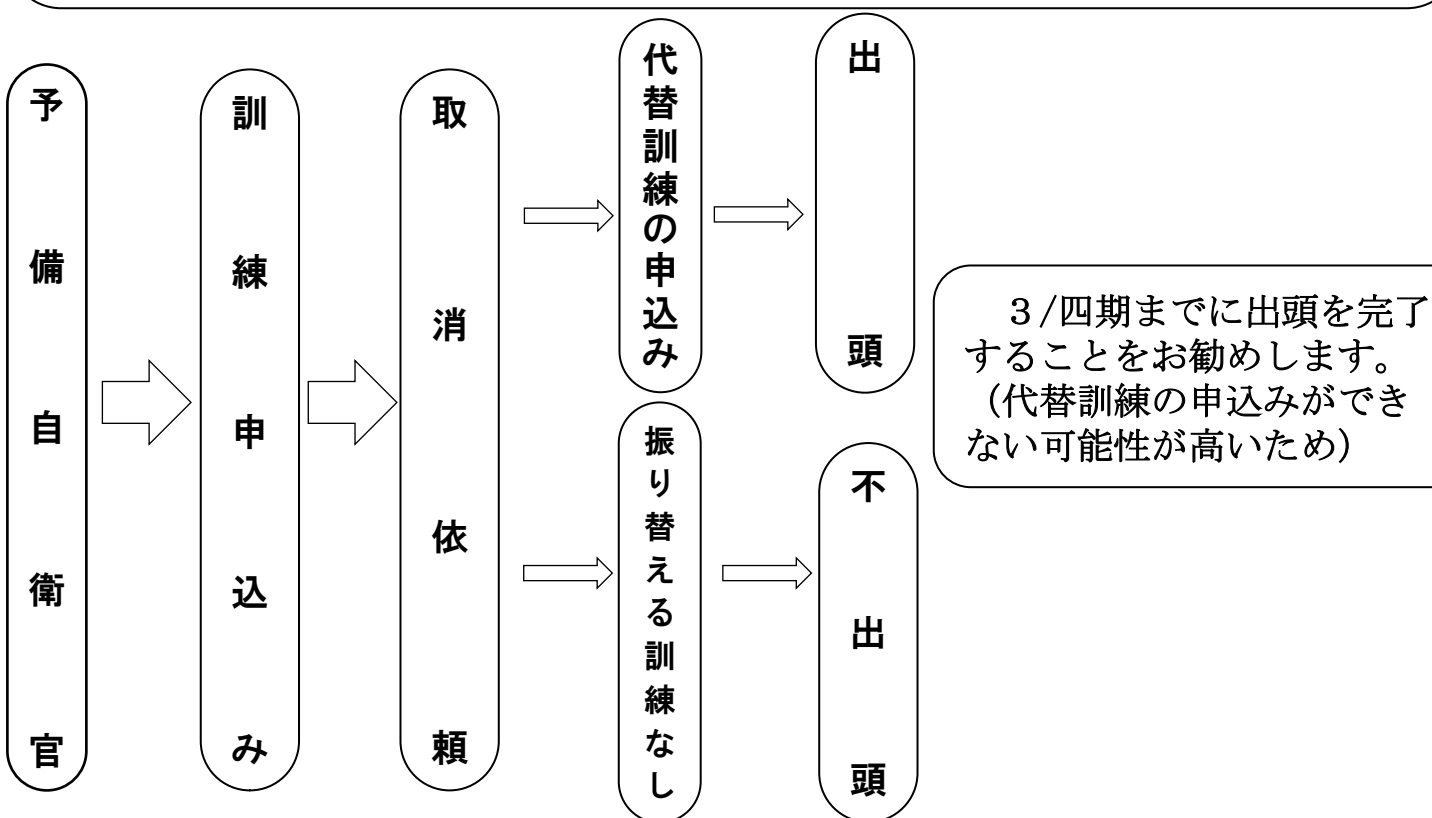 予備自衛官
訓練申込み
取消依頼
代替訓練の申込み
出頭
振り替える訓練なし
不出頭
　３/四期までに出頭を完了
することをお勧めします。
（代替訓練の申込みができ
ない可能性が高いため）